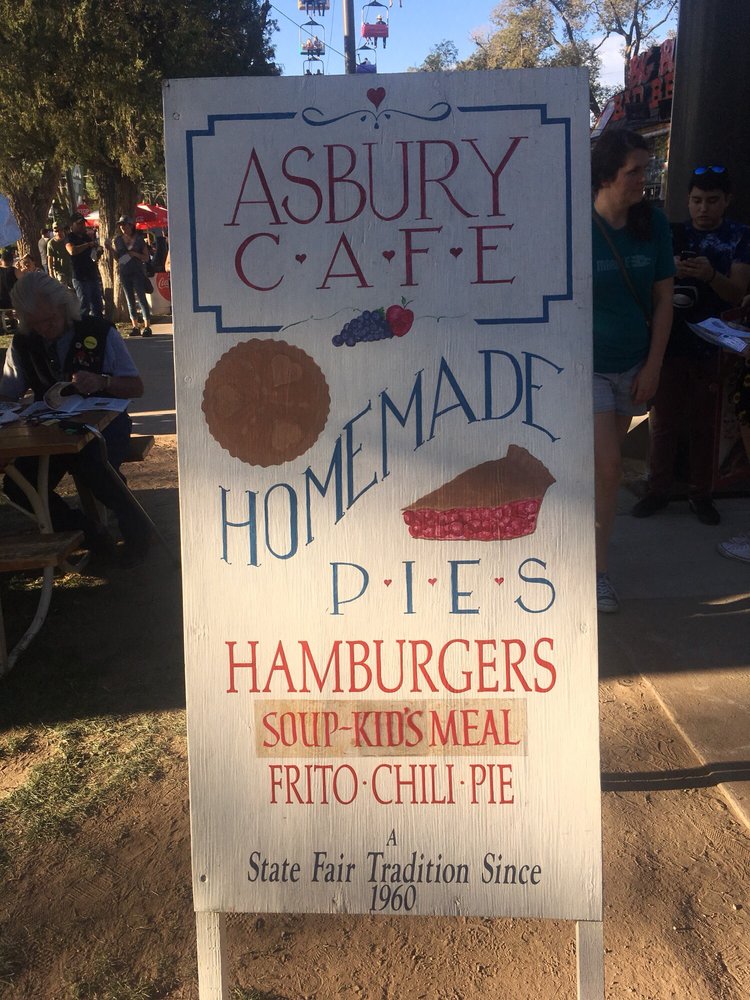 ASBURY
C·A·F·E
HOMEMADE
P·I·E·S
HAMBURGERS
SOUP-KID'S MEAL
FRITO·CHILI·PIE
A
State Fair Tradition Since
1960